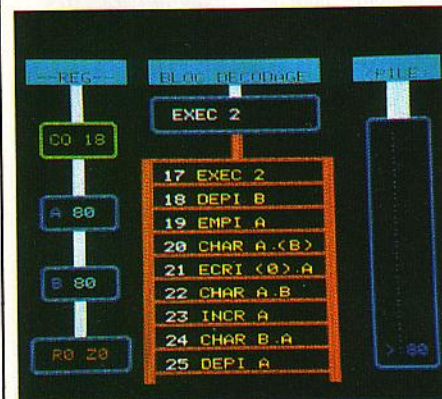 --REG--
BLOC DECODAGE
<PILE>
EXEC 2
CO 18
17 EXEC 2
18 DEPI B
19 EMPI A
A 80
20 CHAR A.(B)
21 ECRI (0).A
22 CHAR A.B
B 80
23 INCR A
24 CHAR B.A
R0 Z0
> 80
25 DEPI A